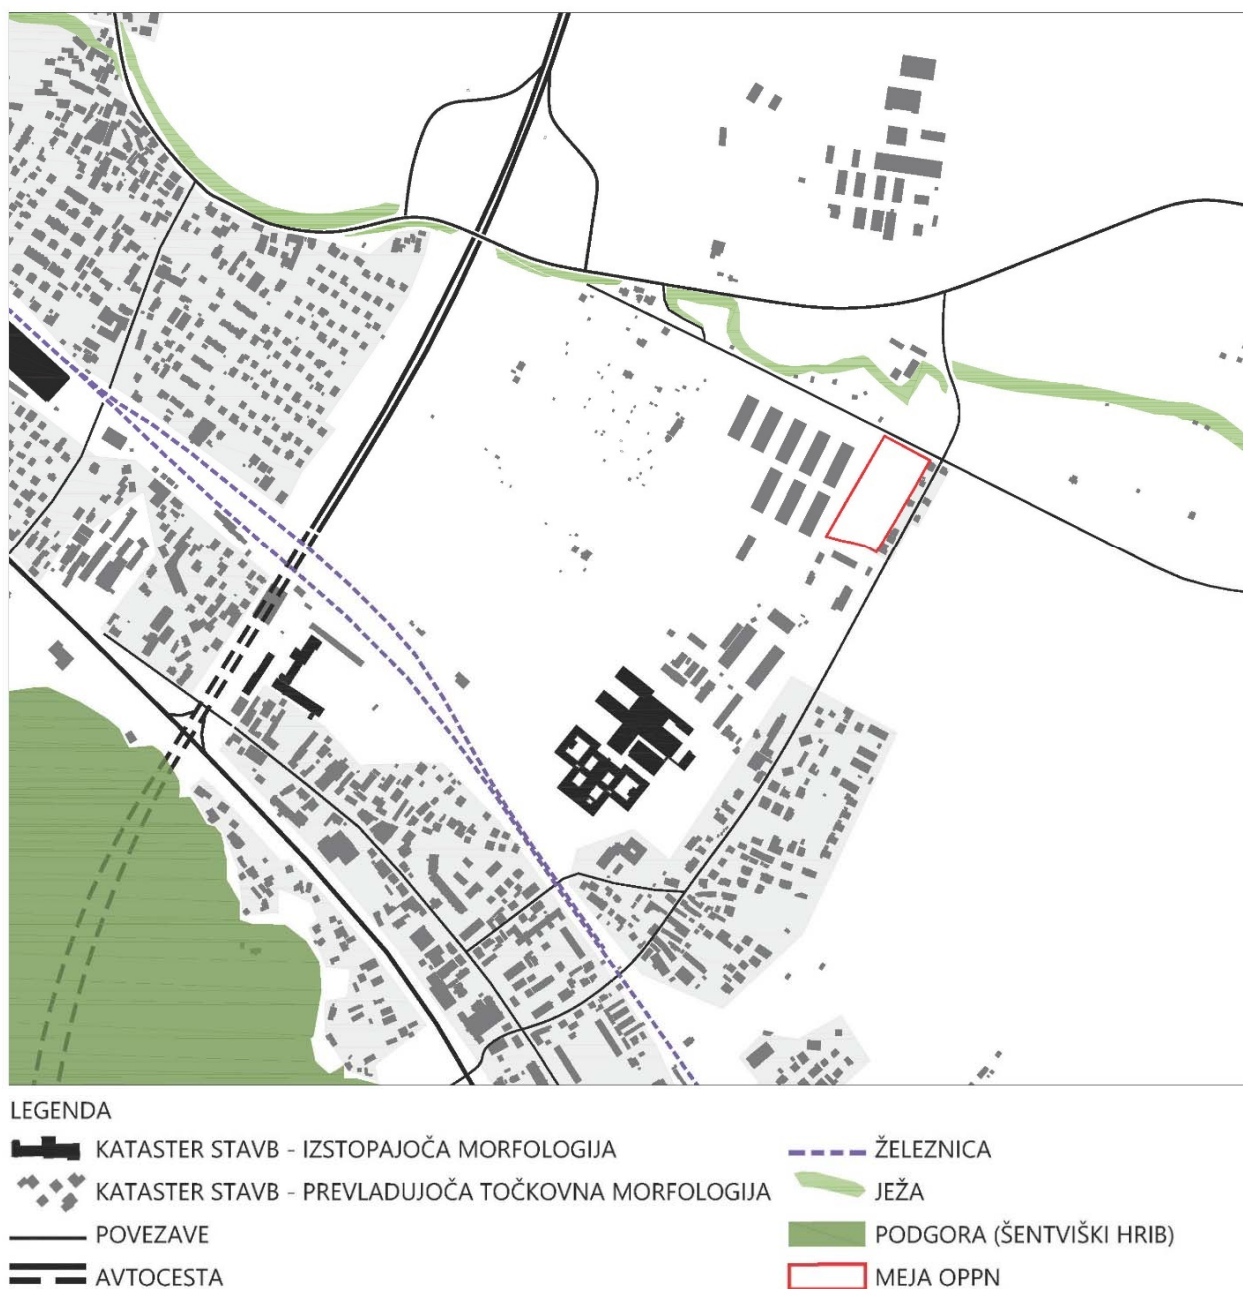 LEGENDA
KATASTER STAVB - IZSTOPAJOČA MORFOLOGIJA
KATASTER STAVB - PREVLADUJOČA TOČKOVNA MORFOLOGIJA
POVEZAVE
AVTOCESTA
ŽELEZNICA
JEŽA
PODGORA (ŠENTVIŠKI HRIB)
MEJA OPPN